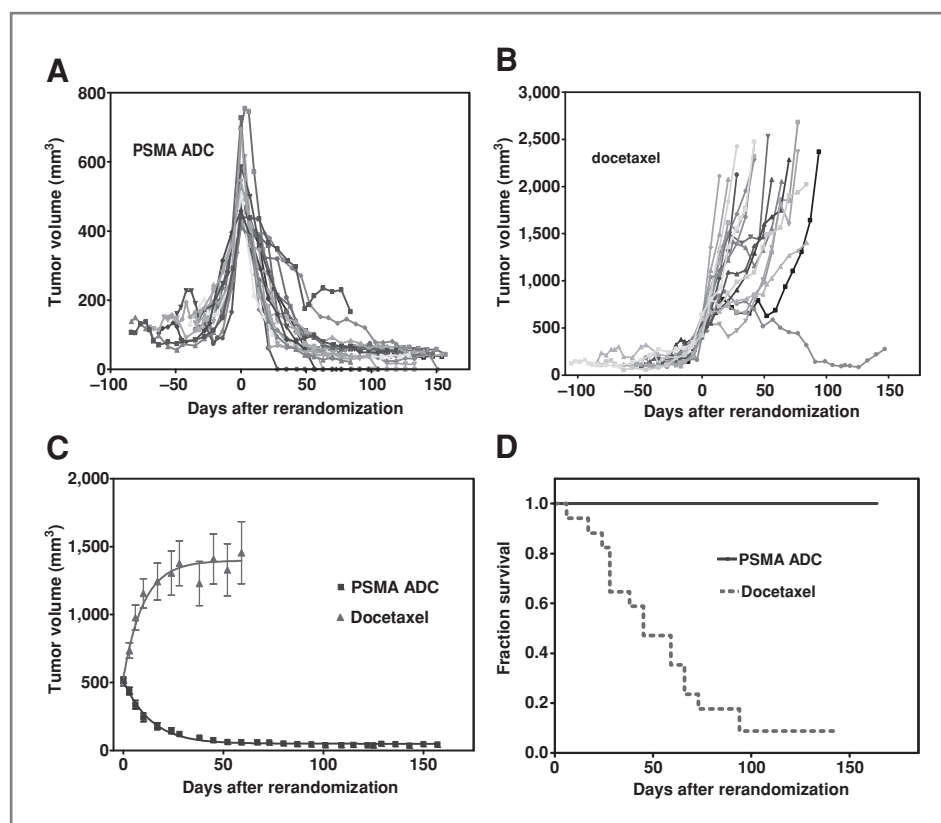 A
800
600
400
200
0
PSMA ADC
Tumor volume (mm³)
–100 –50 0 50 100 150
Days after rerandomization
B
3,000
2,500
2,000
1,500
1,000
500
0
docetaxel
Tumor volume (mm³)
–100 –50 0 50 100 150
Days after rerandomization
C
2,000
1,500
1,000
500
0
Tumor volume (mm³)
PSMA ADC
Docetaxel
0 50 100 150
Days after rerandomization
D
1.0
0.8
0.6
0.4
0.2
0.0
Fraction survival
PSMA ADC
Docetaxel
0 50 100 150
Days after rerandomization